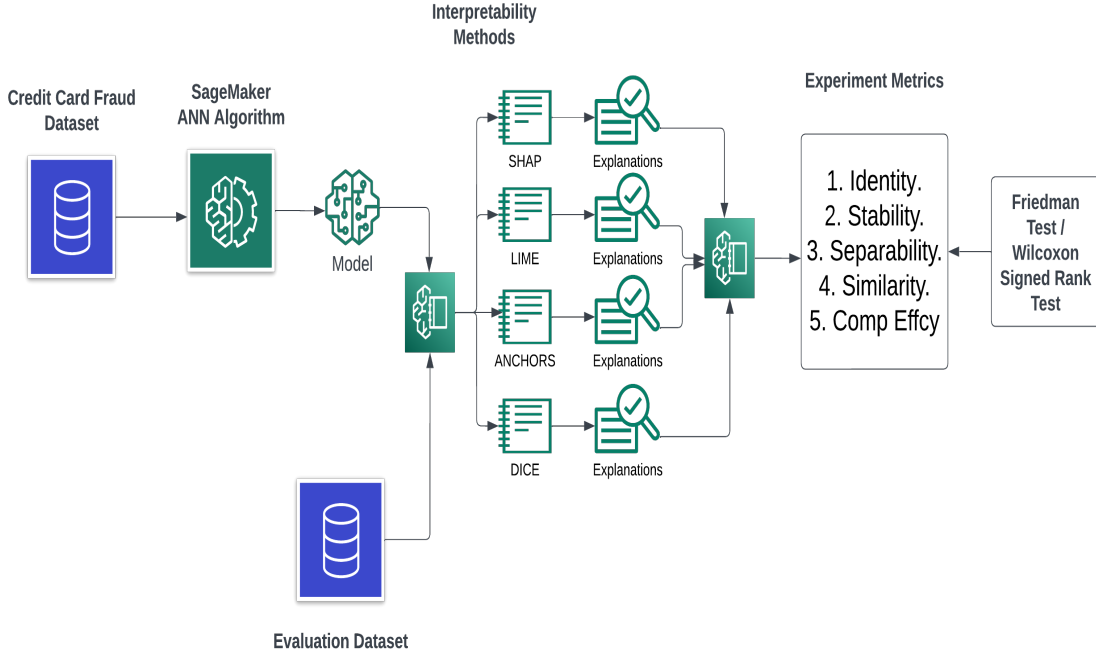 Interpretability
Methods
Credit Card Fraud
Dataset
SageMaker
ANN Algorithm
Model
SHAP
Explanations
LIME
Explanations
ANCHORS
Explanations
DICE
Explanations
Evaluation Dataset
Experiment Metrics
1. Identity.
2. Stability.
3. Separability.
4. Similarity.
5. Comp Effcy
Friedman
Test /
Wilcoxon
Signed Rank
Test